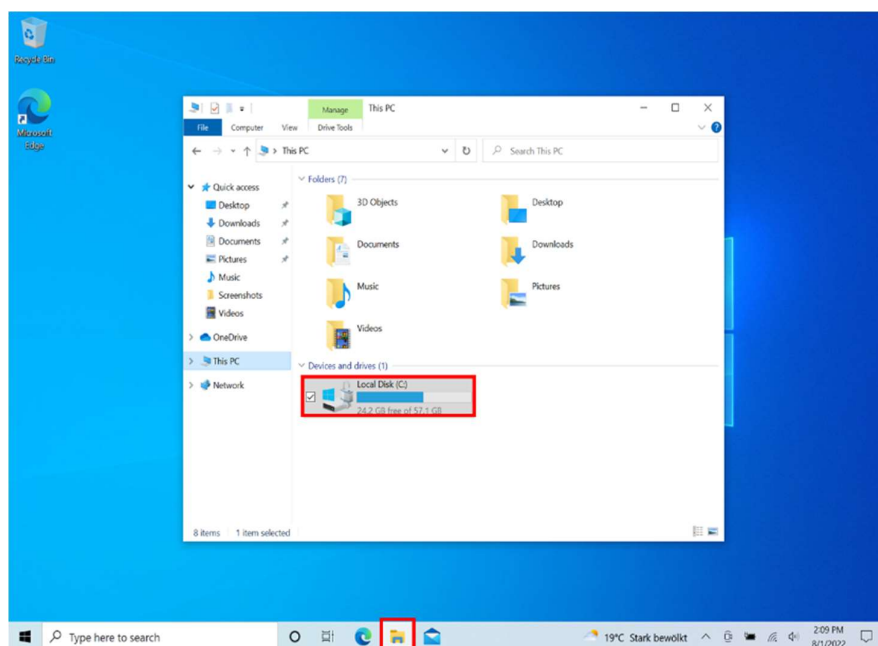 Recycle Bin
Microsoft
Edge
Manage
This PC
File
Computer
View
Drive Tools
This PC
Search This PC
Quick access
Desktop
Downloads
Documents
Pictures
Music
Screenshots
Videos
OneDrive
This PC
Network
Folders (7)
3D Objects
Desktop
Documents
Downloads
Music
Pictures
Videos
Devices and drives (1)
Local Disk (C:)
24.2 GB free of 57.1 GB
8 items
1 item selected
Type here to search
19°C Stark bewölkt
2:09 PM
8/1/2022